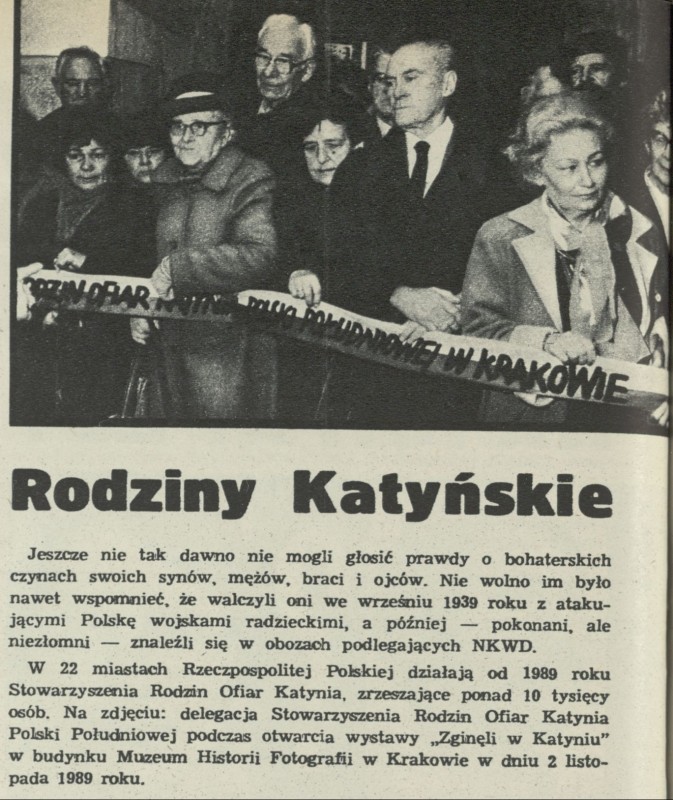 RODZIN OFIAR KATYNIA POLSKI POŁUDNIOWEJ W KRAKOWIE
Rodziny Katyńskie
Jeszcze nie tak dawno nie mogli głosić prawdy o bohaterskich
czynach swoich synów, mężów, braci i ojców. Nie wolno im było
nawet wspomnieć, że walczyli oni we wrześniu 1939 roku z ataku-
jącymi Polskę wojskami radzieckimi, a później — pokonani, ale
niezłomni — znaleźli się w obozach podlegających NKWD.
W 22 miastach Rzeczpospolitej Polskiej działają od 1989 roku
Stowarzyszenia Rodzin Ofiar Katynia, zrzeszające ponad 10 tysięcy
osób. Na zdjęciu: delegacja Stowarzyszenia Rodzin Ofiar Katynia
Polski Południowej podczas otwarcia wystawy „Zginęli w Katyniu”
w budynku Muzeum Historii Fotografii w Krakowie w dniu 2 listo-
pada 1989 roku.